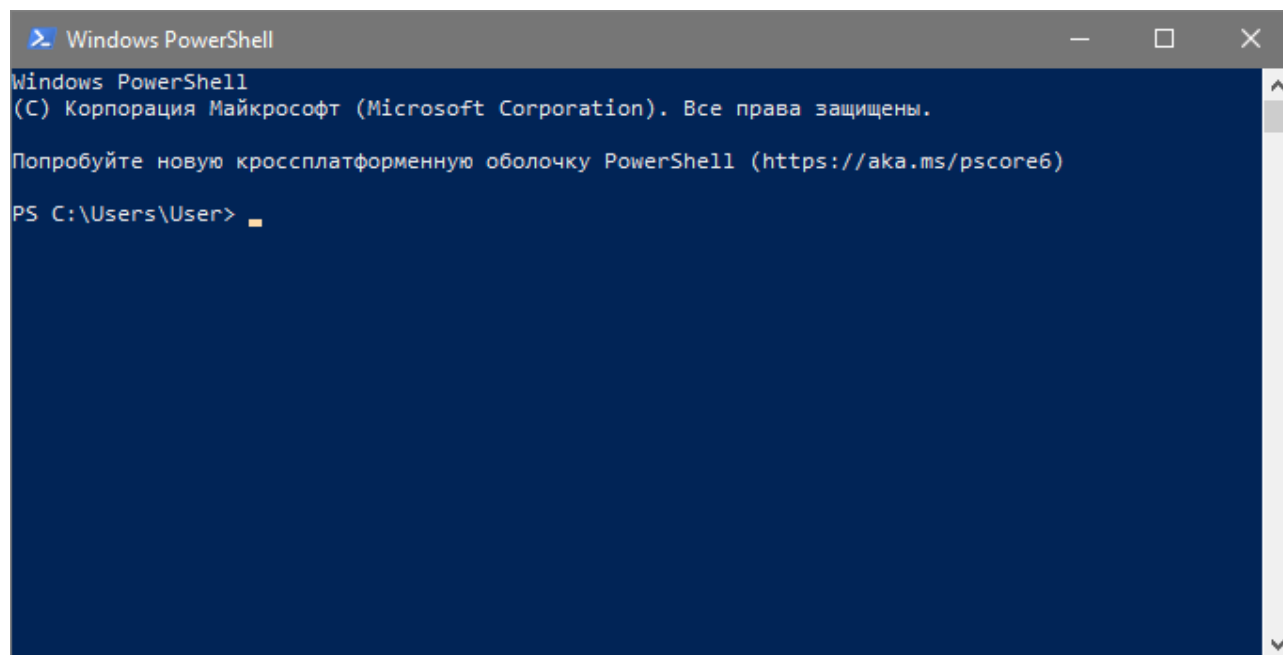 Windows PowerShell
Windows PowerShell
(C) Корпорация Майкрософт (Microsoft Corporation). Все права защищены.
Попробуйте новую кроссплатформенную оболочку PowerShell (https://aka.ms/pscore6)
PS C:\Users\User>